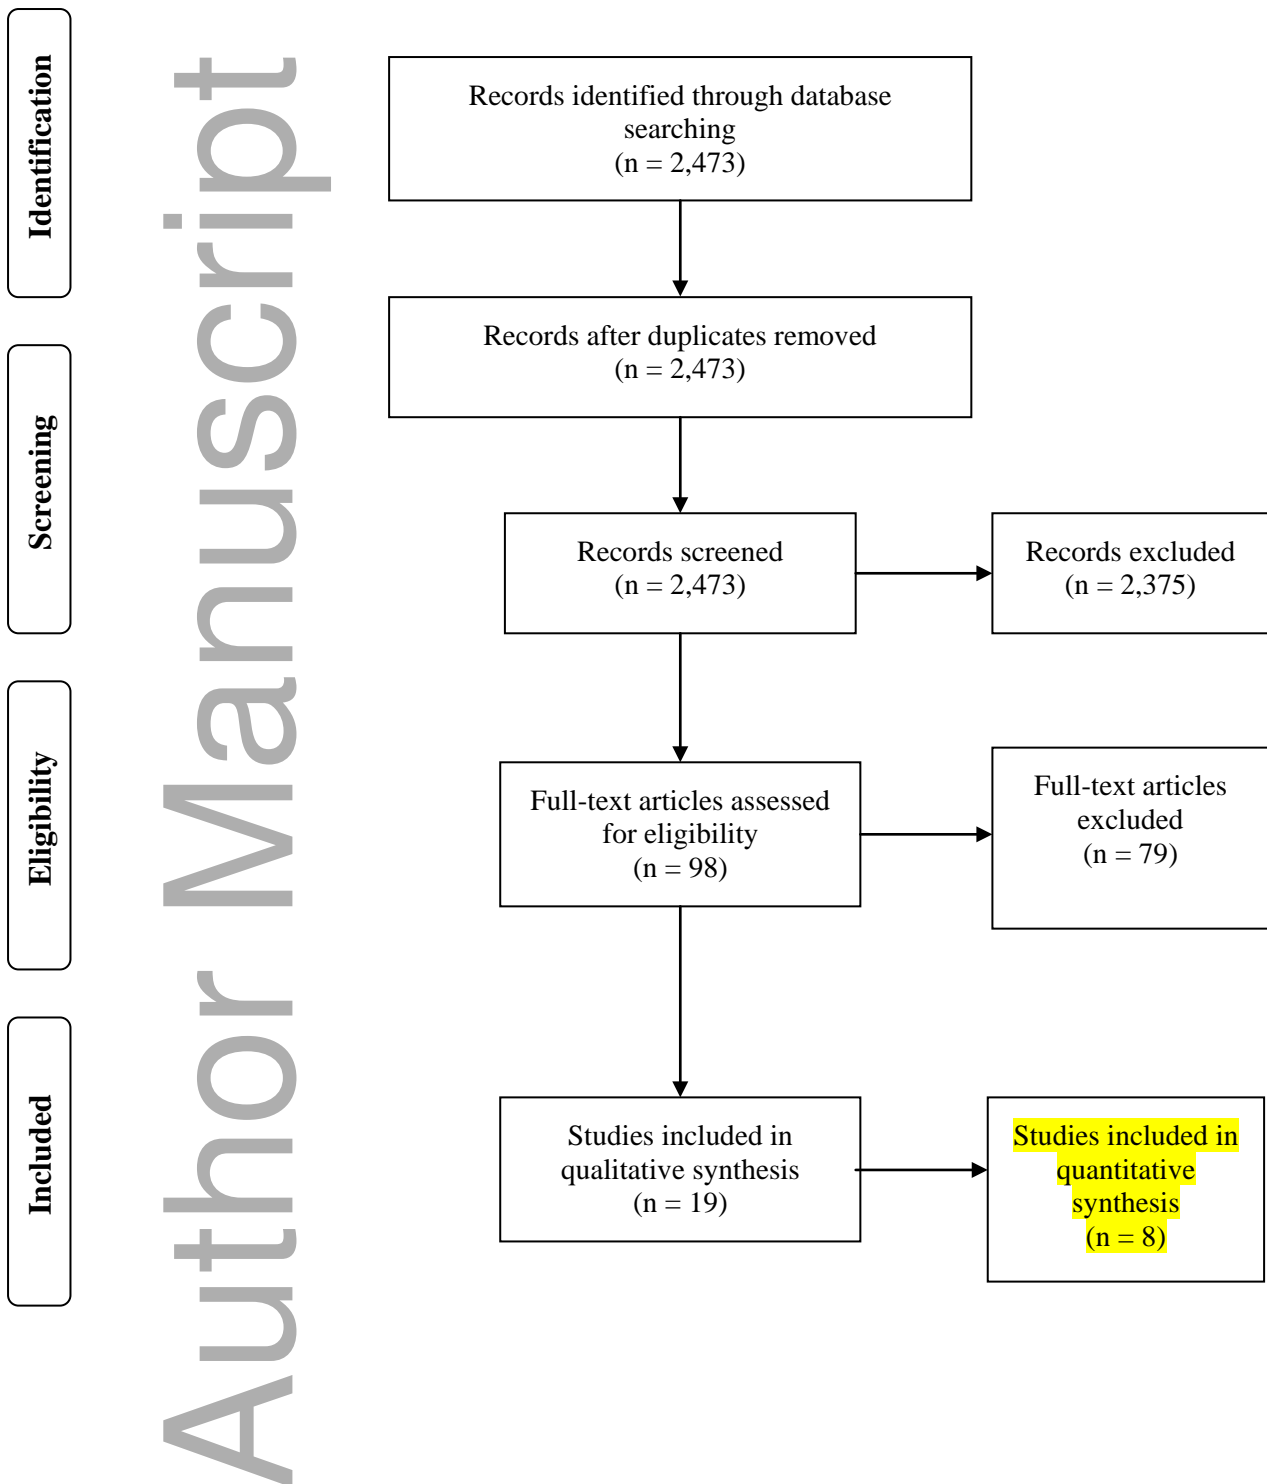 Identification
Records identified through database
searching
(n = 2,473)
Records after duplicates removed
(n = 2,473)
Screening
Records screened
(n = 2,473)
Records excluded
(n = 2,375)
Eligibility
Full-text articles assessed
for eligibility
(n = 98)
Full-text articles
excluded
(n = 79)
Included
Studies included in
qualitative synthesis
(n = 19)
Studies included in
quantitative
synthesis
(n = 8)
Author Manuscript